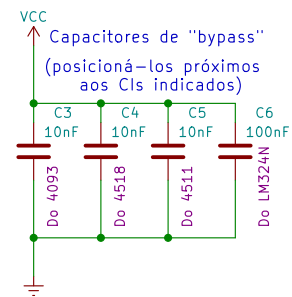 VCC
Capacitores de "bypass"
(posicioná-los próximos
aos CIs indicados)
C3
10nF
Do 4093
C4
10nF
Do 4518
C5
10nF
Do 4511
C6
100nF
Do LM324N